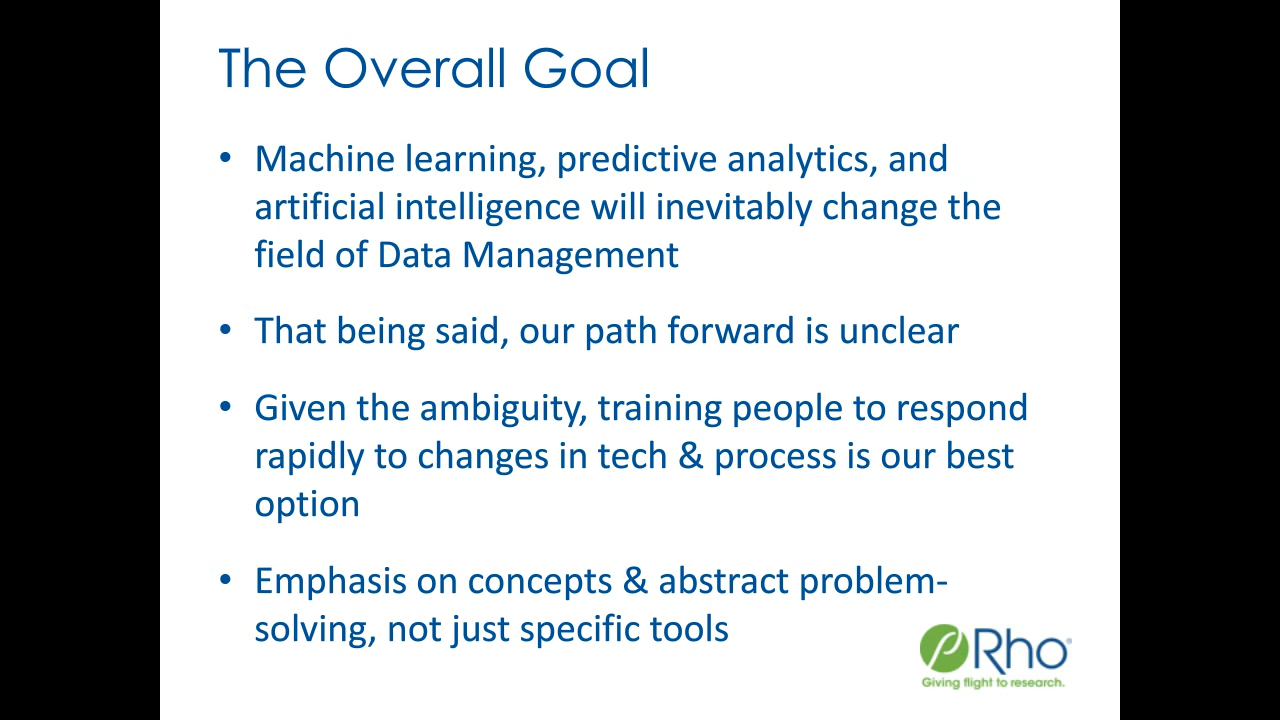 The Overall Goal
• Machine learning, predictive analytics, and
artificial intelligence will inevitably change the
field of Data Management
• That being said, our path forward is unclear
• Given the ambiguity, training people to respond
rapidly to changes in tech & process is our best
option
• Emphasis on concepts & abstract problem-
solving, not just specific tools
Rho®
Giving flight to research.